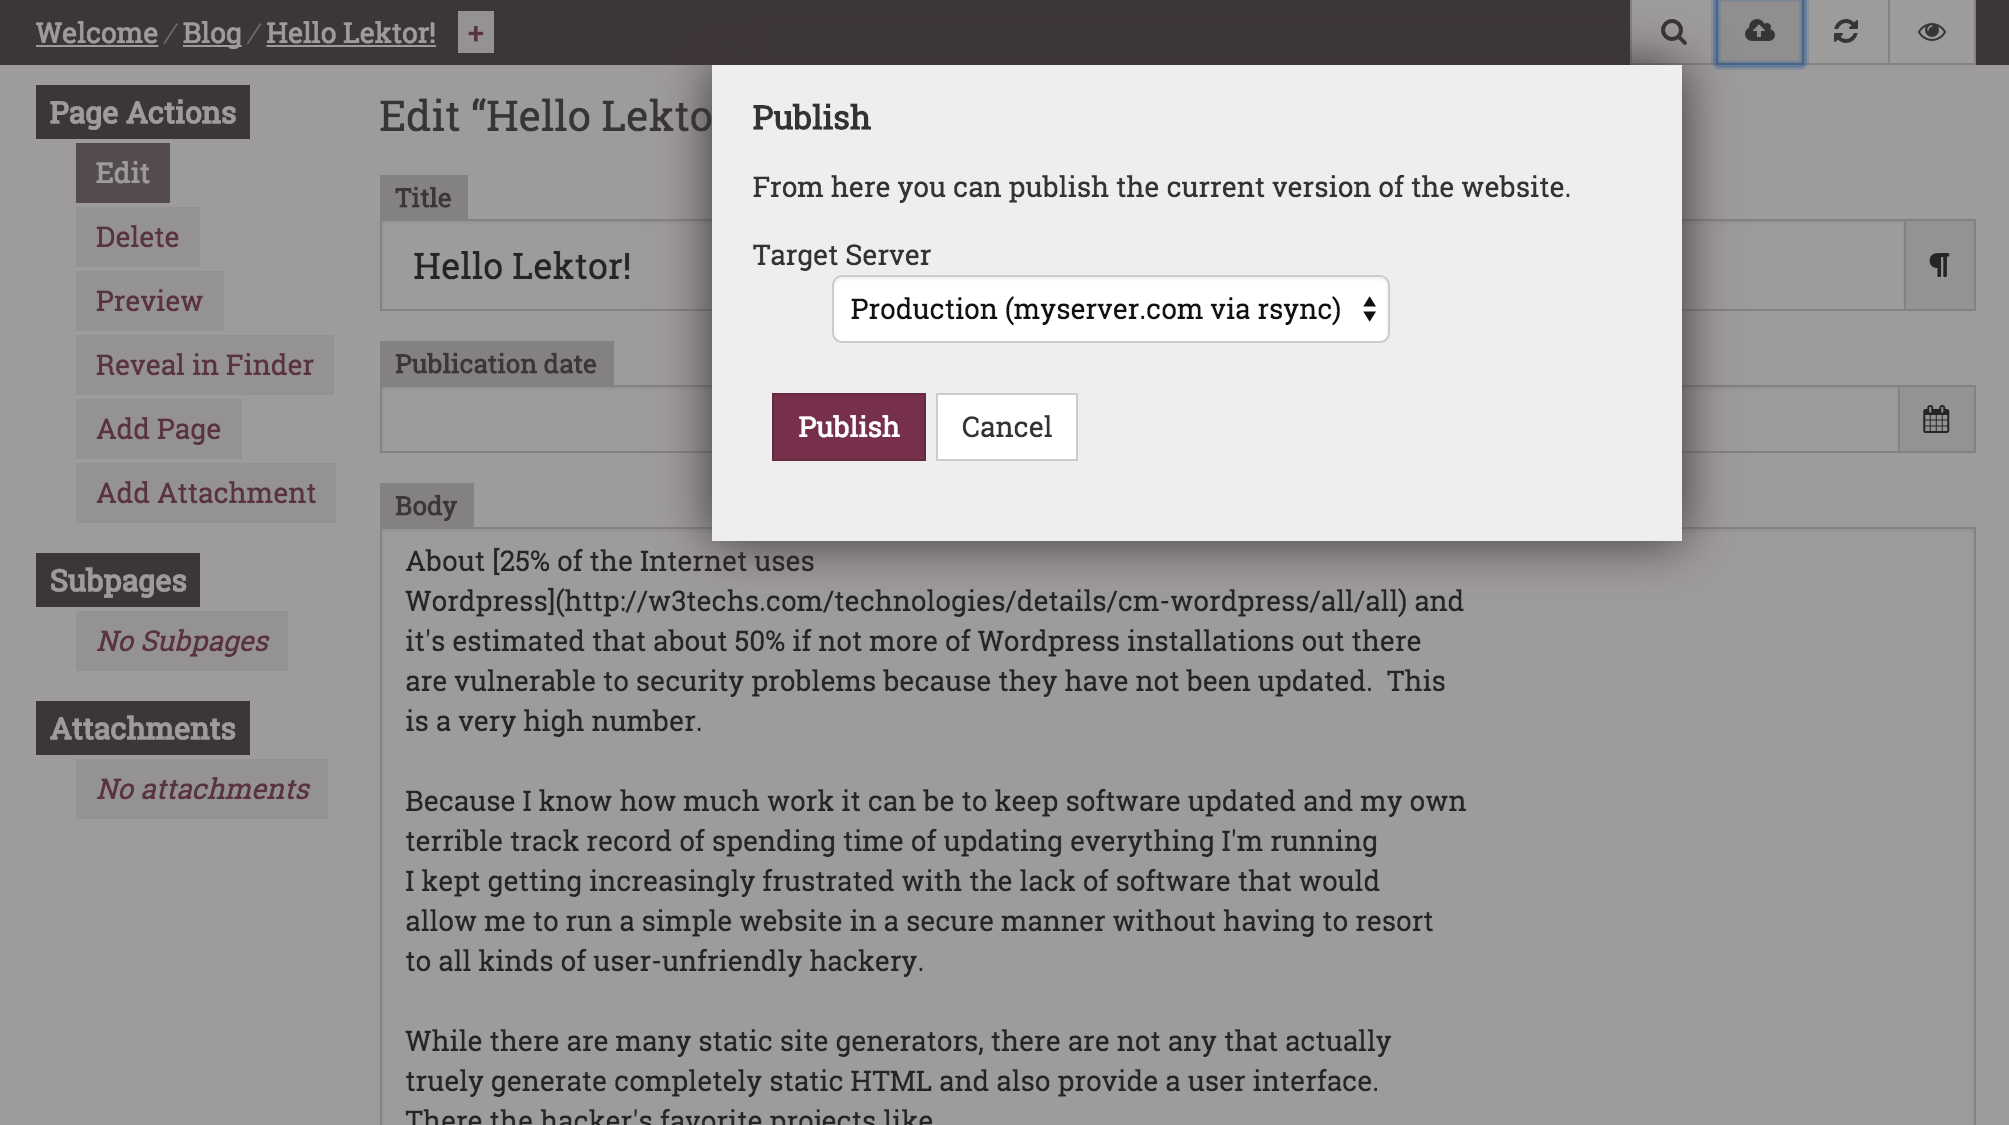 Welcome / Blog / Hello Lektor! +
Page Actions
Edit
Delete
Preview
Reveal in Finder
Add Page
Add Attachment
Subpages
No Subpages
Attachments
No attachments
Edit “Hello Lekto
Title
Hello Lektor!
¶
Publication date
Body
About [25% of the Internet uses
Wordpress](http://w3techs.com/technologies/details/cm-wordpress/all/all) and
it's estimated that about 50% if not more of Wordpress installations out there
are vulnerable to security problems because they have not been updated.  This
is a very high number.
Because I know how much work it can be to keep software updated and my own
terrible track record of spending time of updating everything I'm running
I kept getting increasingly frustrated with the lack of software that would
allow me to run a simple website in a secure manner without having to resort
to all kinds of user-unfriendly hackery.
While there are many static site generators, there are not any that actually
truely generate completely static HTML and also provide a user interface.
There the hacker's favorite projects like
Publish
From here you can publish the current version of the website.
Target Server
Production (myserver.com via rsync)
Publish
Cancel